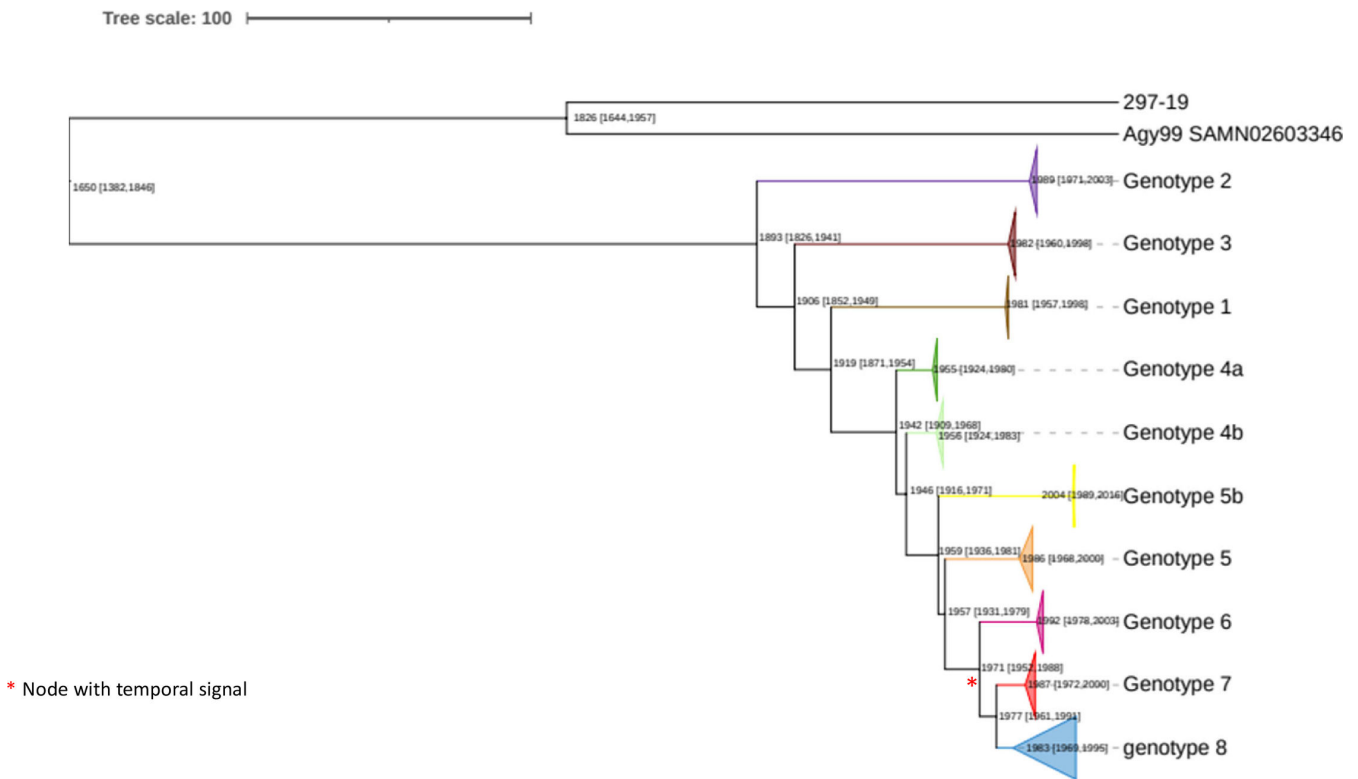 Tree scale: 100
297-19
1826 [1644,1957]
Agy99 SAMN02603346
1989 [1971,2003]
Genotype 2
1650 [1382,1846]
1893 [1826,1941]
1982 [1960,1998]
Genotype 3
1906 [1852,1949]
1981 [1957,1998]
Genotype 1
1919 [1871,1954]
1955 [1924,1980]
Genotype 4a
1942 [1909,1968]
1956 [1924,1983]
Genotype 4b
1946 [1916,1971]
2004 [1989,2016]
Genotype 5b
1959 [1936,1981]
1986 [1968,2000]
Genotype 5
1957 [1931,1979]
1992 [1978,2003]
Genotype 6
1971 [1952,1988]
* Node with temporal signal
*
1987 [1972,2000]
Genotype 7
1977 [1961,1991]
1983 [1969,1995]
genotype 8